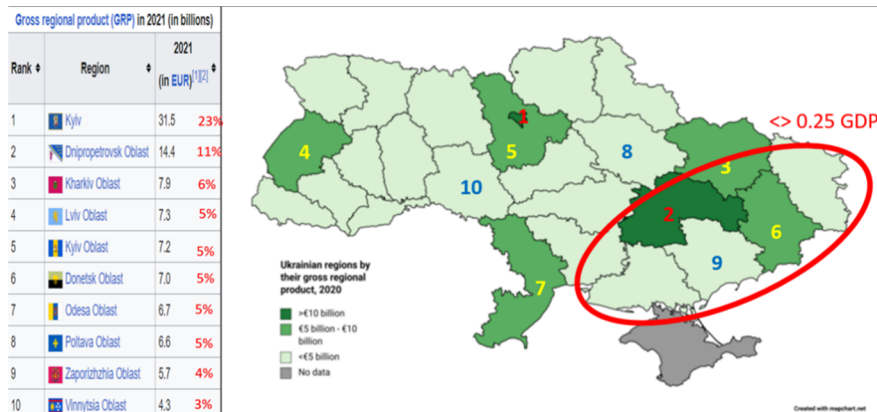 Gross regional product (GRP) in 2021 (in billions)
Rank Region 2021 (in EUR)[1][2]
1 Kyiv 31.5 23%
2 Dnipropetrovsk Oblast 14.4 11%
3 Kharkiv Oblast 7.9 6%
4 Lviv Oblast 7.3 5%
5 Kyiv Oblast 7.2 5%
6 Donetsk Oblast 7.0 5%
7 Odesa Oblast 6.7 5%
8 Poltava Oblast 6.6 5%
9 Zaporizhzhia Oblast 5.7 4%
10 Vinnytsia Oblast 4.3 3%
1
<> 0.25 GDP
4
5
8
3
10
2
6
9
7
Ukrainian regions by
their gross regional
product, 2020
>€10 billion
€5 billion - €10
billion
<€5 billion
No data
Created with mapchart.net